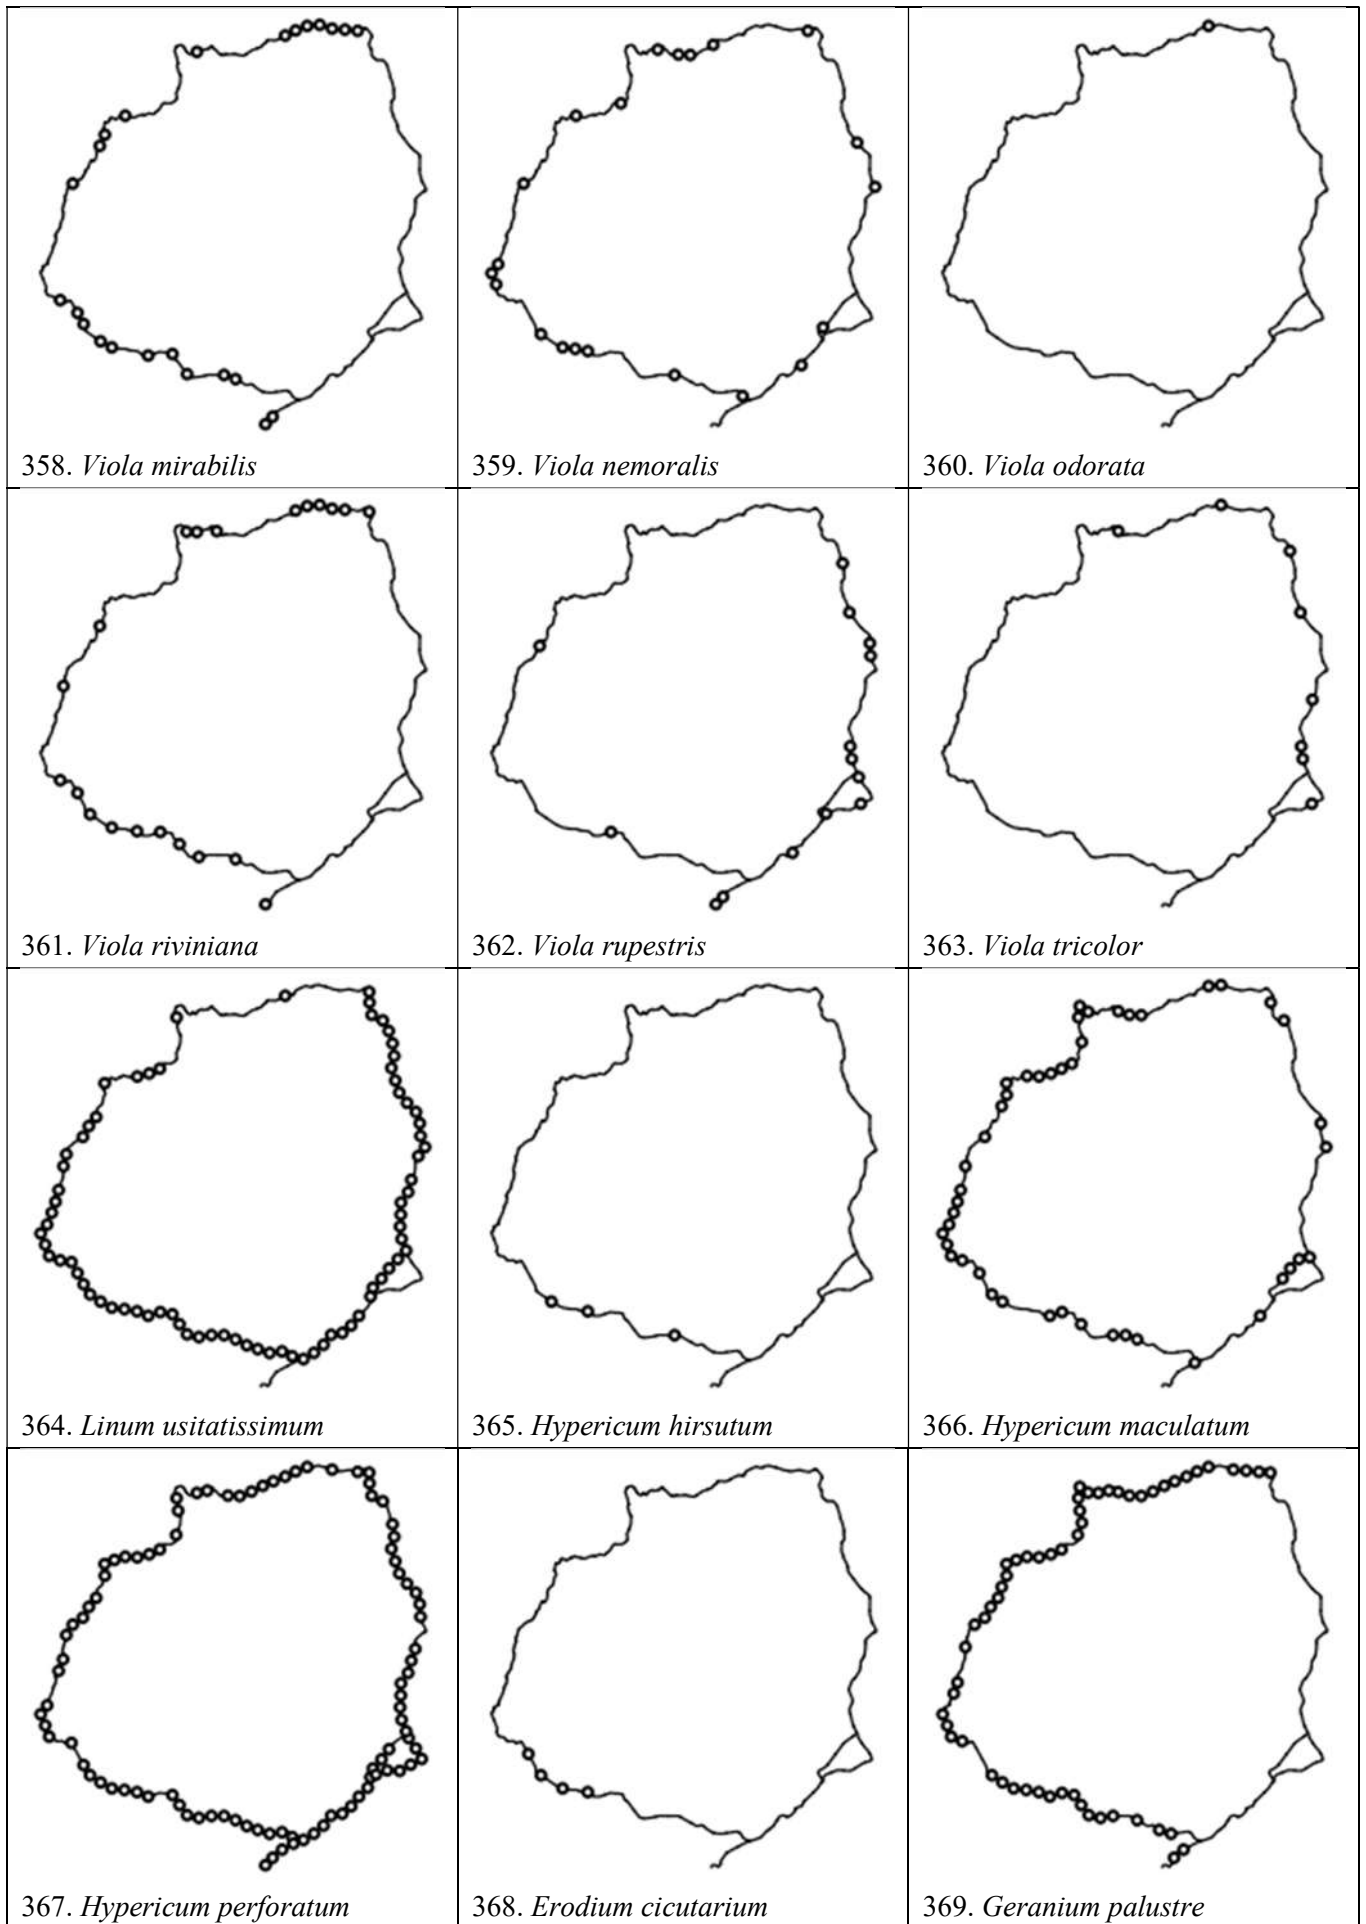 358. Viola mirabilis
359. Viola nemoralis
360. Viola odorata
361. Viola riviniana
362. Viola rupestris
363. Viola tricolor
364. Linum usitatissimum
365. Hypericum hirsutum
366. Hypericum maculatum
367. Hypericum perforatum
368. Erodium cicutarium
369. Geranium palustre